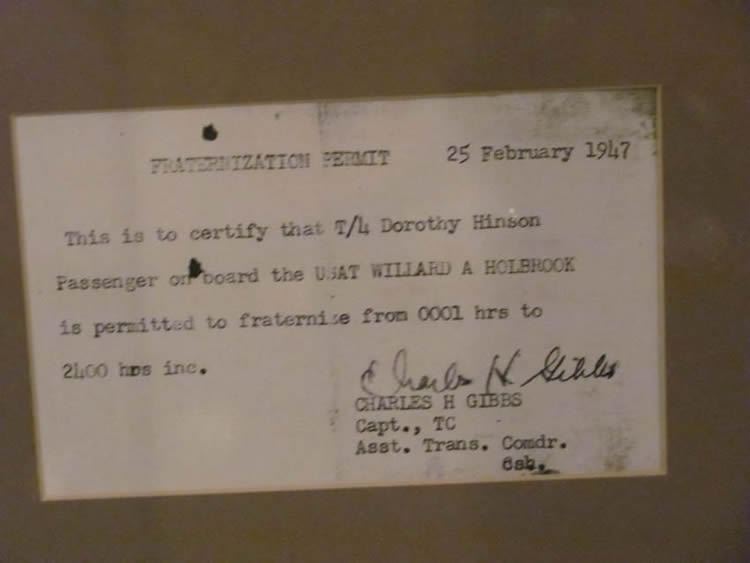 FRATERNIZATION PERMIT 25 February 1947
This is to certify that T/4 Dorothy Hinson
Passenger on board the USAT WILLARD A HOLBROOK
is permitted to fraternize from 0001 hrs to
2400 hrs inc.
Charles H Gibbs
CHARLES H GIBBS
Capt., TC
Asst. Trans. Comdr.